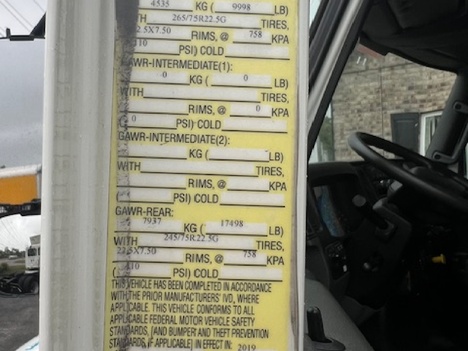 4535 KG ( 9998 LB)
WITH 265/75R22.5G TIRES,
22.5X7.50 RIMS, @ 758 KPA
( 110 PSI) COLD
GAWR-INTERMEDIATE(1):
0 KG ( 0 LB)
WITH TIRES,
RIMS, @ 0 KPA
( 0 PSI) COLD
GAWR-INTERMEDIATE(2):
KG ( LB)
WITH TIRES,
RIMS, @ KPA
( PSI) COLD
GAWR-REAR:
7937 KG ( 17498 LB)
WITH 245/75R22.5G TIRES,
22.5X7.50 RIMS, @ 758 KPA
( 110 PSI) COLD
THIS VEHICLE HAS BEEN COMPLETED IN ACCORDANCE
WITH THE PRIOR MANUFACTURERS' IVD, WHERE
APPLICABLE. THIS VEHICLE CONFORMS TO ALL
APPLICABLE FEDERAL MOTOR VEHICLE SAFETY
STANDARDS, (AND BUMPER AND THEFT PREVENTION
STANDARDS, IF APPLICABLE) IN EFFECT IN: 2019